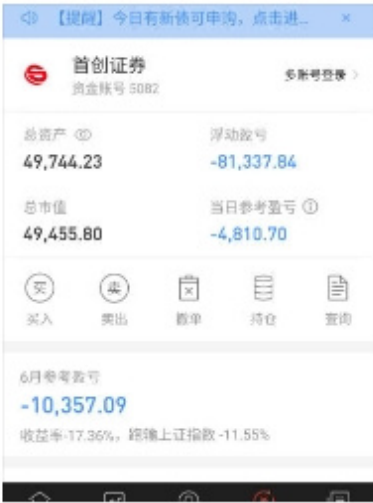 【提醒】今日有新债可申购，点击进...
首创证券
资金账号 5082
多账号登录
总资产
浮动盈亏
49,744.23
-81,337.84
总市值
当日参考盈亏
49,455.80
-4,810.70
买
卖
买入
卖出
撤单
持仓
查询
6月参考盈亏
-10,357.09
收益率-17.36%，跑输上证指数 -11.55%